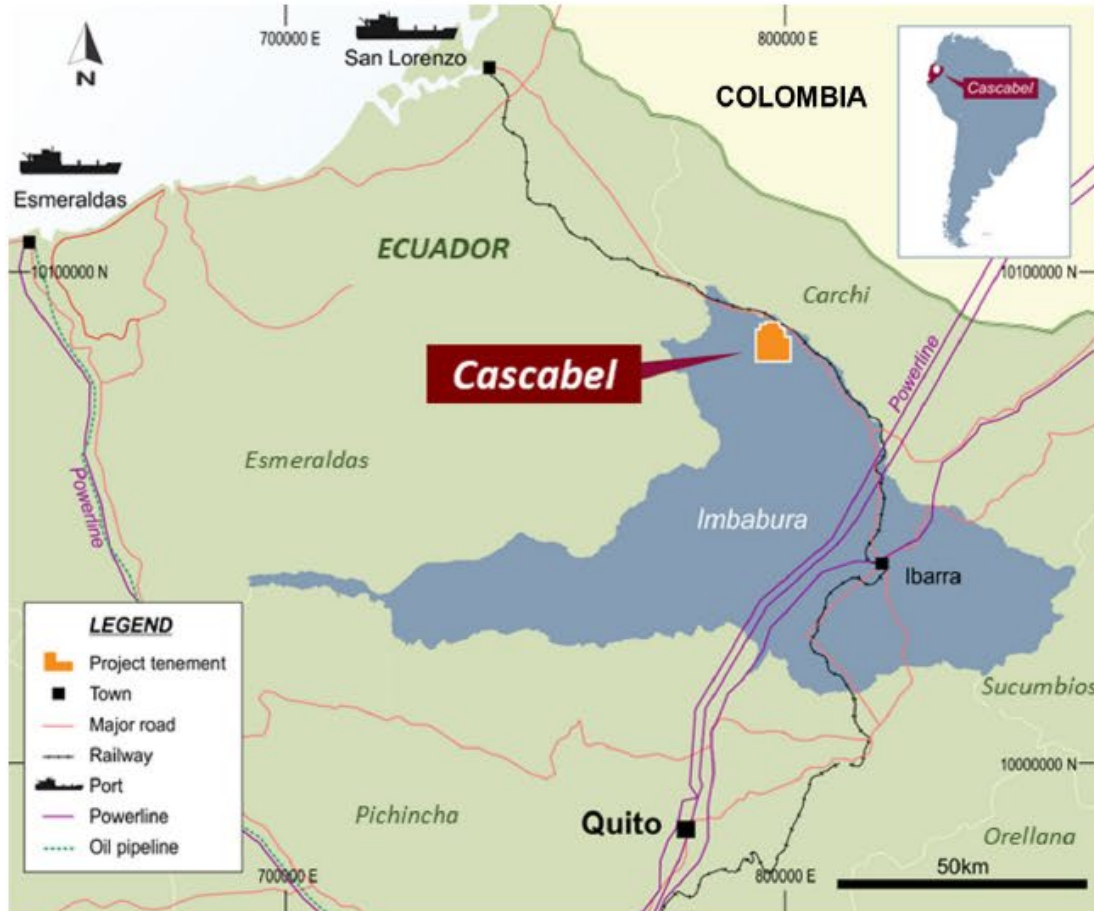 700000 E
800000 E
San Lorenzo
N
COLOMBIA
Cascabel
Esmeraldas
ECUADOR
10100000 N
10100000 N
Carchi
Cascabel
Powerline
Esmeraldas
Powerline
Imbabura
Ibarra
LEGEND
Project tenement
Town
Major road
Railway
Port
Powerline
Oil pipeline
Sucumbios
10000000 N
Pichincha
Quito
Orellana
700000 E
800000 E
50km